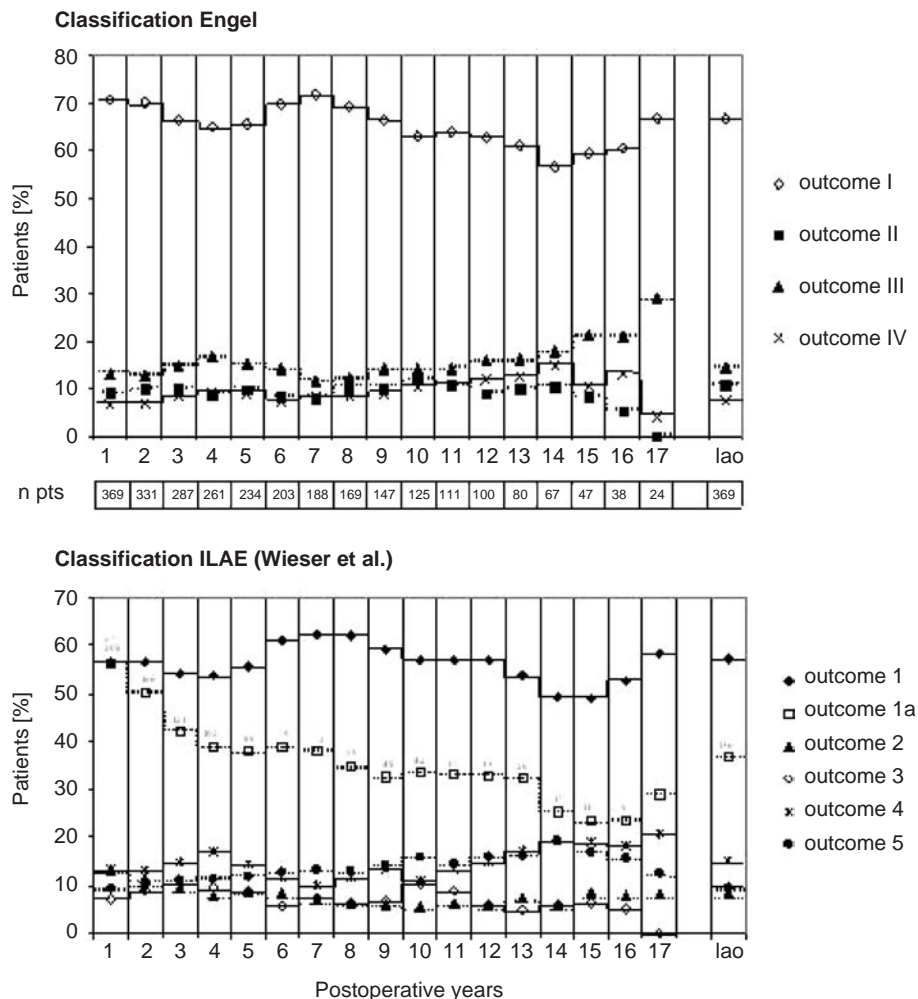 Classification Engel
80
70
60
50
40
30
20
10
0
Patients [%]
outcome I
outcome II
outcome III
outcome IV
1 2 3 4 5 6 7 8 9 10 11 12 13 14 15 16 17 lao
n pts 369 331 287 261 234 203 188 169 147 125 111 100 80 67 47 38 24 369
Classification ILAE (Wieser et al.)
70
60
50
40
30
20
10
0
Patients [%]
outcome 1
outcome 1a
outcome 2
outcome 3
outcome 4
outcome 5
1 2 3 4 5 6 7 8 9 10 11 12 13 14 15 16 17 lao
Postoperative years